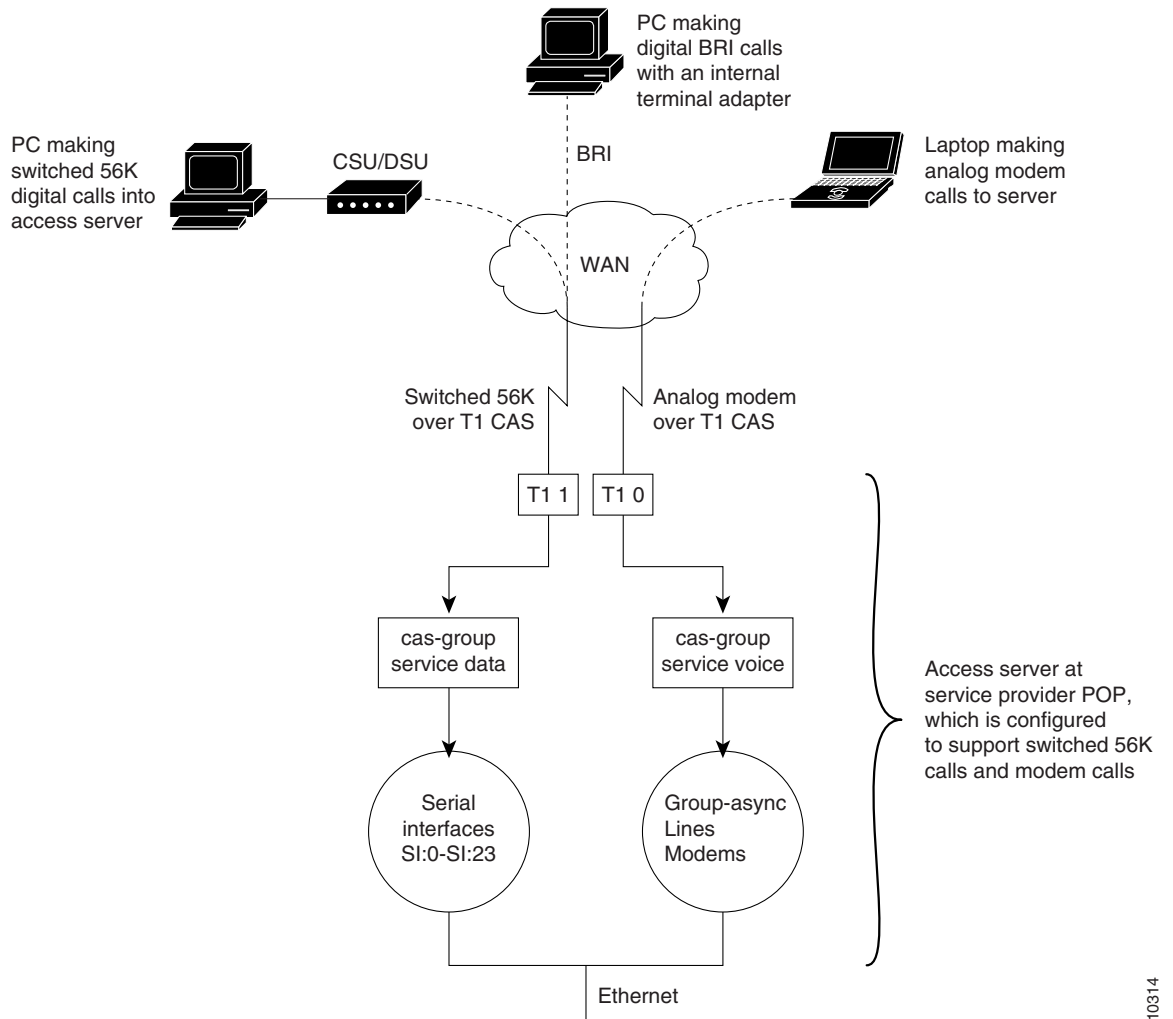 PC making
digital BRI calls
with an internal
terminal adapter
PC making
switched 56K
digital calls into
access server
CSU/DSU
BRI
Laptop making
analog modem
calls to server
WAN
Switched 56K
over T1 CAS
Analog modem
over T1 CAS
T1 1
T1 0
cas-group
service data
cas-group
service voice
Access server at
service provider POP,
which is configured
to support switched 56K
calls and modem calls
Serial
interfaces
SI:0-SI:23
Group-async
Lines
Modems
Ethernet
10314